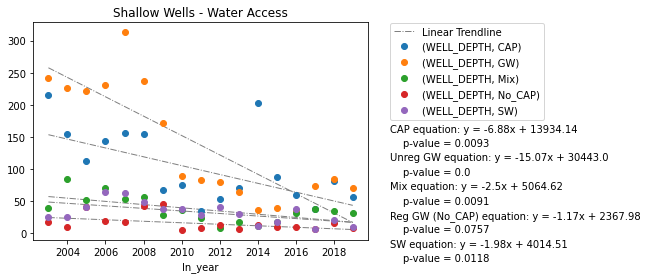 Shallow Wells - Water Access
300
250
200
150
100
50
0
2004
2006
2008
2010
2012
2014
2016
2018
In_year
Linear Trendline
(WELL_DEPTH, CAP)
(WELL_DEPTH, GW)
(WELL_DEPTH, Mix)
(WELL_DEPTH, No_CAP)
(WELL_DEPTH, SW)
CAP equation: y = -6.88x + 13934.14
p-value = 0.0093
Unreg GW equation: y = -15.07x + 30443.0
p-value = 0.0
Mix equation: y = -2.5x + 5064.62
p-value = 0.0091
Reg GW (No_CAP) equation: y = -1.17x + 2367.98
p-value = 0.0757
SW equation: y = -1.98x + 4014.51
p-value = 0.0118